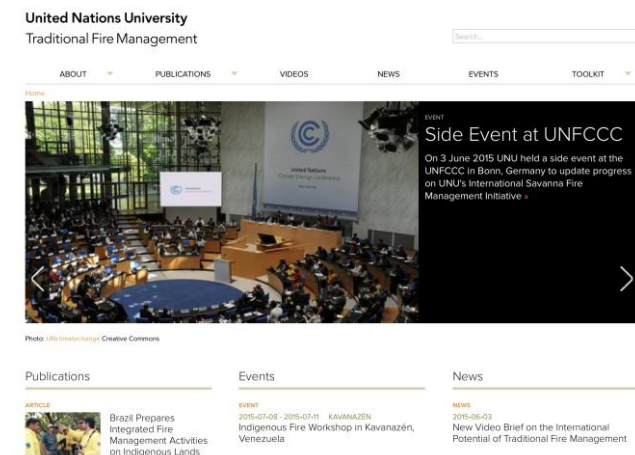 United Nations University
Traditional Fire Management
Search...
ABOUT
PUBLICATIONS
VIDEOS
NEWS
EVENTS
TOOLKIT
Home
United Nations
Climate Change Conference
EVENT
Side Event at UNFCCC
On 3 June 2015 UNU held a side event at the
UNFCCC in Bonn, Germany to update progress
on UNU's International Savanna Fire
Management Initiative »
Photo: UNclimatechange Creative Commons
Publications
ARTICLE
Brazil Prepares
Integrated Fire
Management Activities
on Indigenous Lands
Events
EVENT
2015-07-08 - 2015-07-11 KAVANAZÉN
Indigenous Fire Workshop in Kavanazén,
Venezuela
News
NEWS
2015-06-03
New Video Brief on the International
Potential of Traditional Fire Management